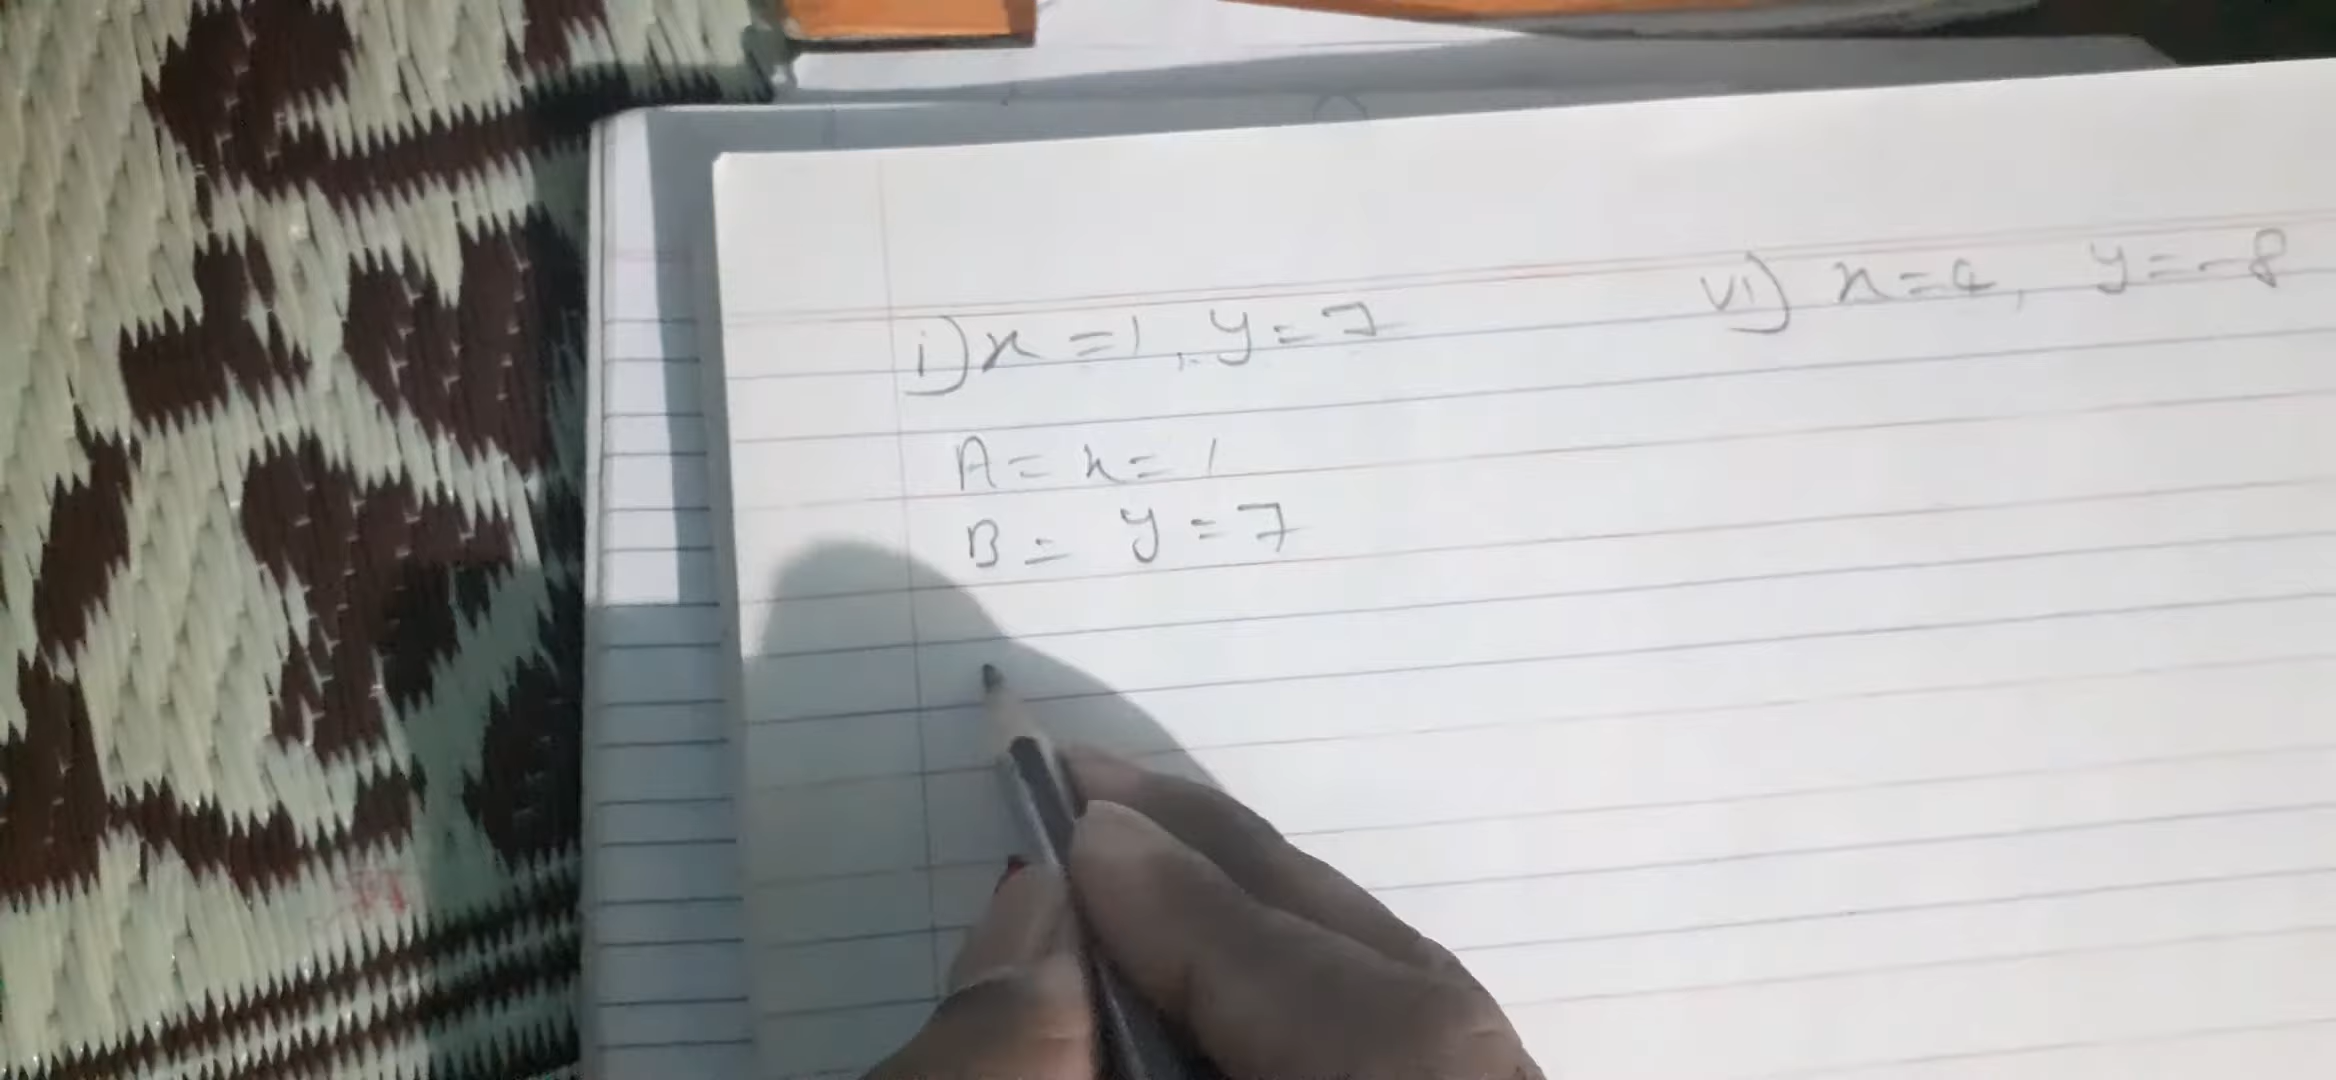 i) x = 1, y = 7
vi) x = 4, y = -8
A = x = 1
B = y = 7